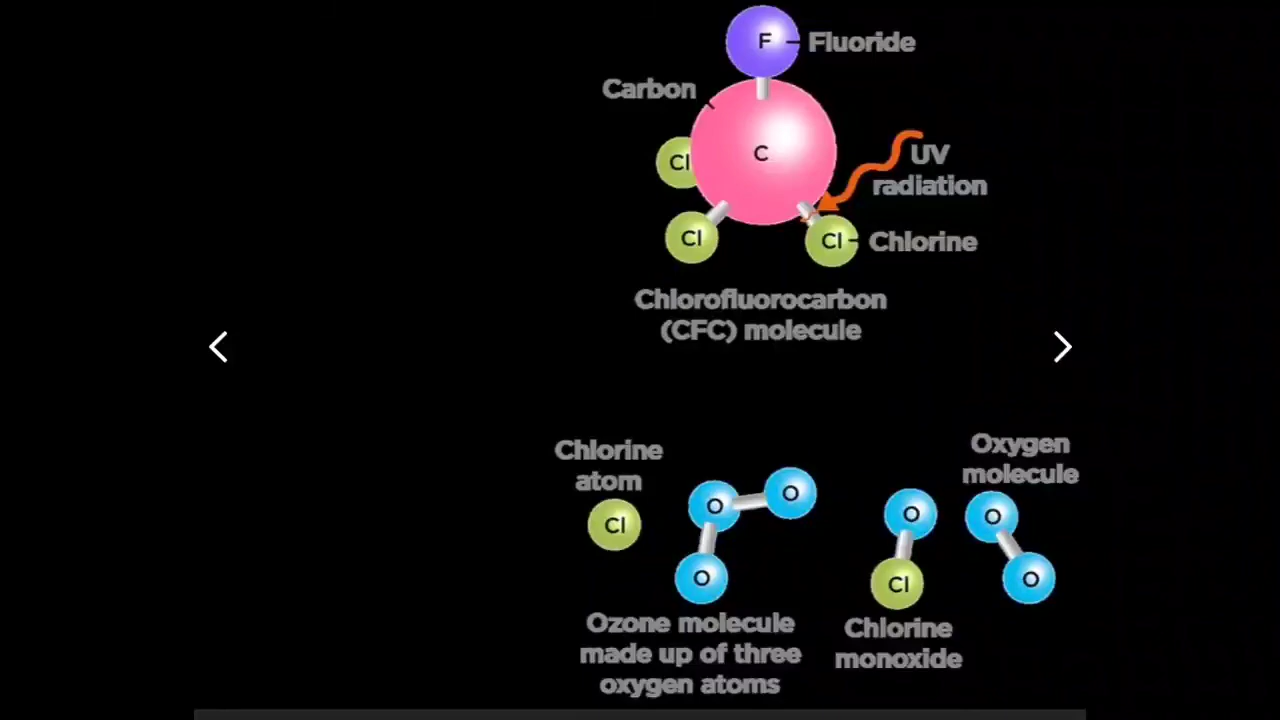 F
Fluoride
Carbon
C
Cl
UV
radiation
Cl
Cl
Chlorine
Chlorofluorocarbon
(CFC) molecule
Chlorine
atom
Cl
O
O
O
Ozone molecule
made up of three
oxygen atoms
O
Cl
Chlorine
monoxide
Oxygen
molecule
O
O